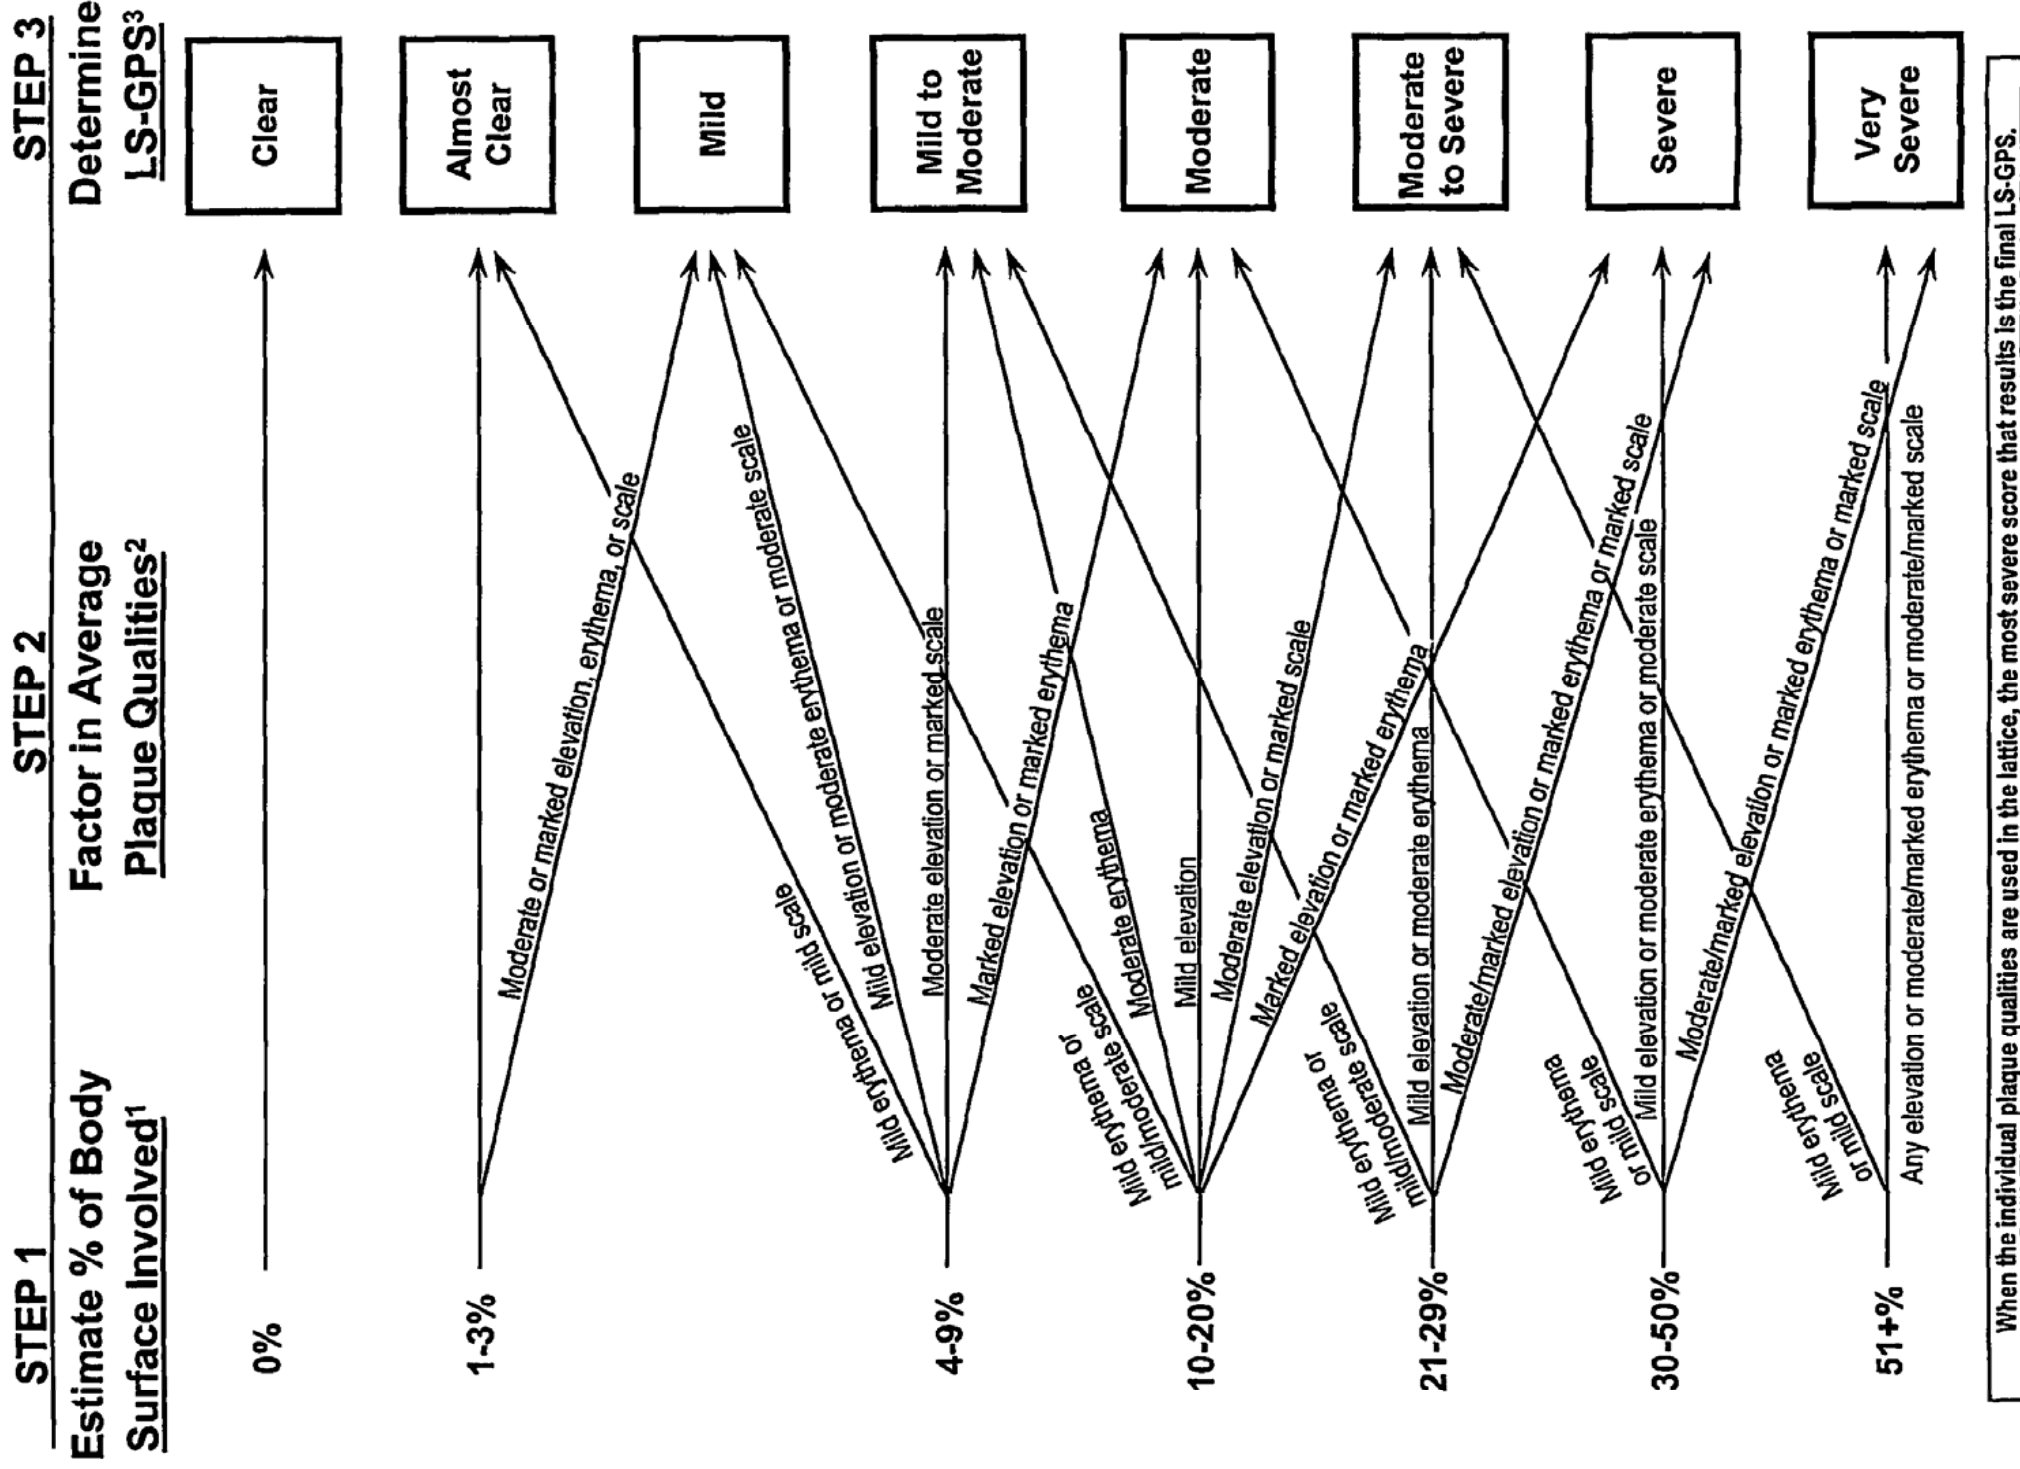 STEP 1
STEP 2
STEP 3
Estimate % of Body
Surface Involved1
Factor in Average
Plaque Qualities2
Determine
LS-GPS3
0%
Clear
1-3%
Moderate or marked elevation, erythema, or scale
Almost
Clear
Mild
4-9%
Mild erythema or mild scale
Mild elevation or moderate erythema or moderate scale
Moderate elevation or marked scale
Marked elevation or marked erythema
Mild to
Moderate
10-20%
Mild erythema or
mild/moderate scale
Moderate erythema
Mild elevation
Moderate elevation or marked scale
Marked elevation or marked erythema
Moderate
21-29%
Mild erythema or
mild/moderate scale
Mild elevation or moderate erythema
Moderate/marked elevation or marked erythema or marked scale
Moderate
to Severe
30-50%
Mild erythema
or mild scale
Mild elevation or moderate erythema or moderate scale
Moderate/marked elevation or marked erythema or marked scale
Severe
51+%
Mild erythema
or mild scale
Any elevation or moderate/marked erythema or moderate/marked scale
Very
Severe
When the individual plaque qualities are used in the lattice, the most severe score that results is the final LS-GPS.